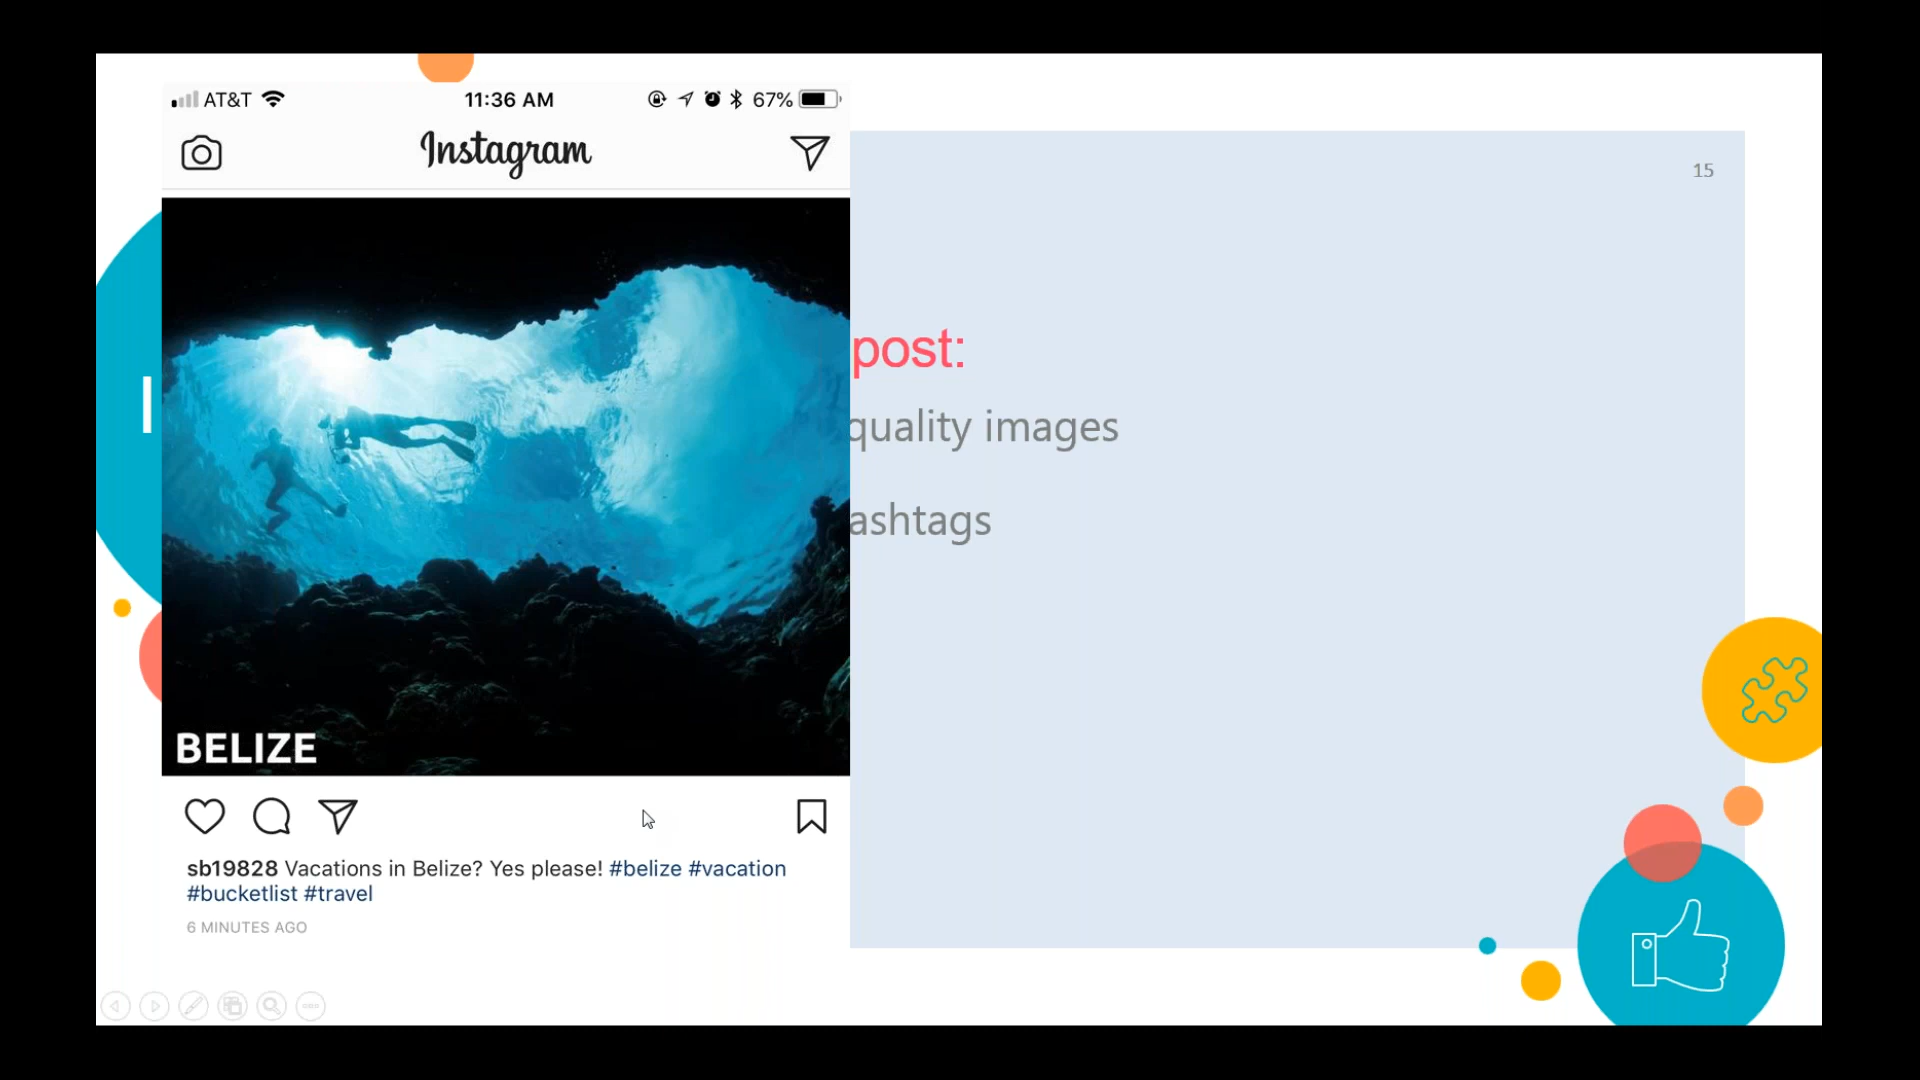 AT&T 11:36 AM 67%
Instagram
15
I
post:
quality images
ashtags
BELIZE
sb19828 Vacations in Belize? Yes please! #belize #vacation
#bucketlist #travel
6 MINUTES AGO